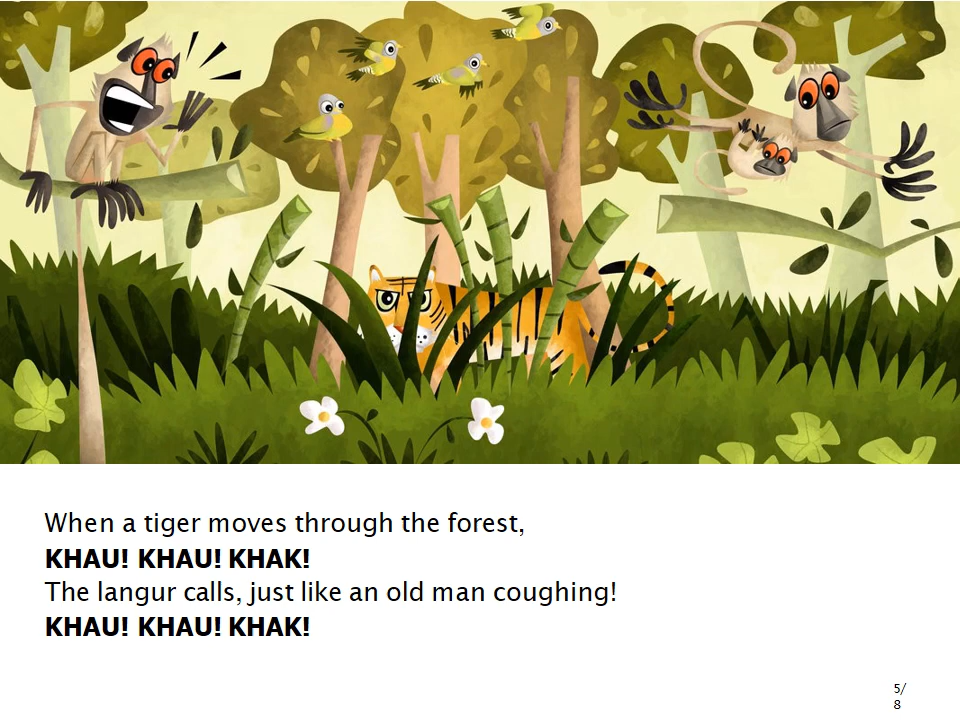 When a tiger moves through the forest,
KHAU! KHAU! KHAK!
The langur calls, just like an old man coughing!
KHAU! KHAU! KHAK!
5/
8